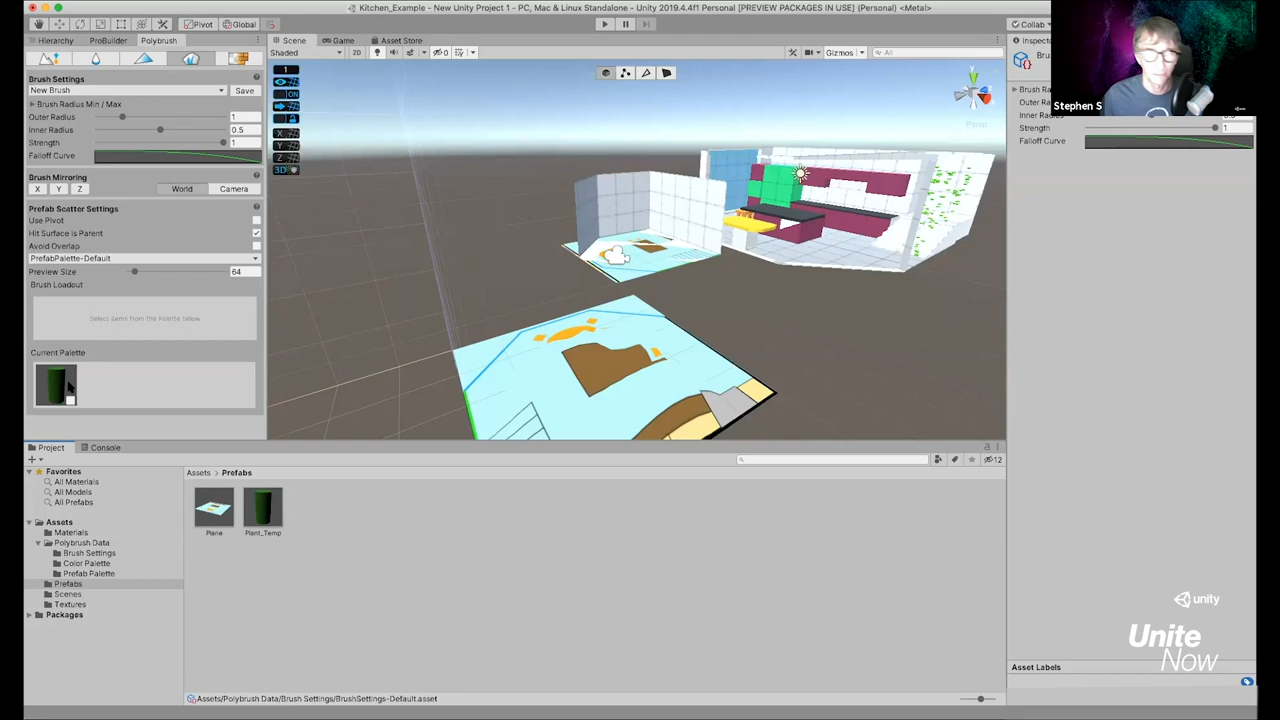 Kitchen_Example - New Unity Project 1 - PC, Mac & Linux Standalone - Unity 2019.4.4f1 Personal [PREVIEW PACKAGES IN USE] (Personal) <Metal>
Pivot Global Collab
Hierarchy ProBuilder Polybrush
Scene Game Asset Store
Shaded 2D 0 Gizmos All
Brush Settings
New Brush Save
Brush Radius Min / Max
Outer Radius 1
Inner Radius 0.5
Strength 1
Falloff Curve
Brush Mirroring
X Y Z World Camera
Prefab Scatter Settings
Use Pivot
Hit Surface is Parent
Avoid Overlap
PrefabPalette-Default
Preview Size 64
Brush Loadout
Select items from the Palette below
Current Palette
1
ON
X
Y
Z
3D
Y
Persp
Stephen S
Strength 1
Falloff Curve
Project Console
12
Favorites
All Materials
All Models
All Prefabs
Assets
Materials
Polybrush Data
Brush Settings
Color Palette
Prefab Palette
Prefabs
Scenes
Textures
Packages
Assets > Prefabs
Plane Plant_Temp
Assets/Polybrush Data/Brush Settings/BrushSettings-Default.asset
unity
Unite
Now
Asset Labels